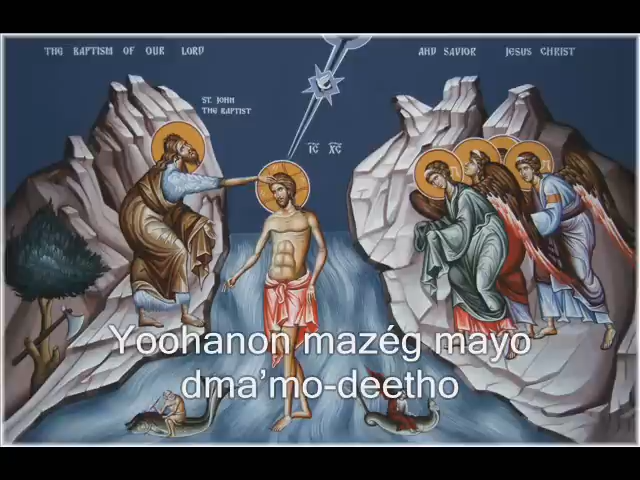 THE BAPTISM OF OUR LORD AND SAVIOR JESUS CHRIST
ST. JOHN
THE BAPTIST
IC XC
Yoohanon mazég mayo
dma'mo-deetho